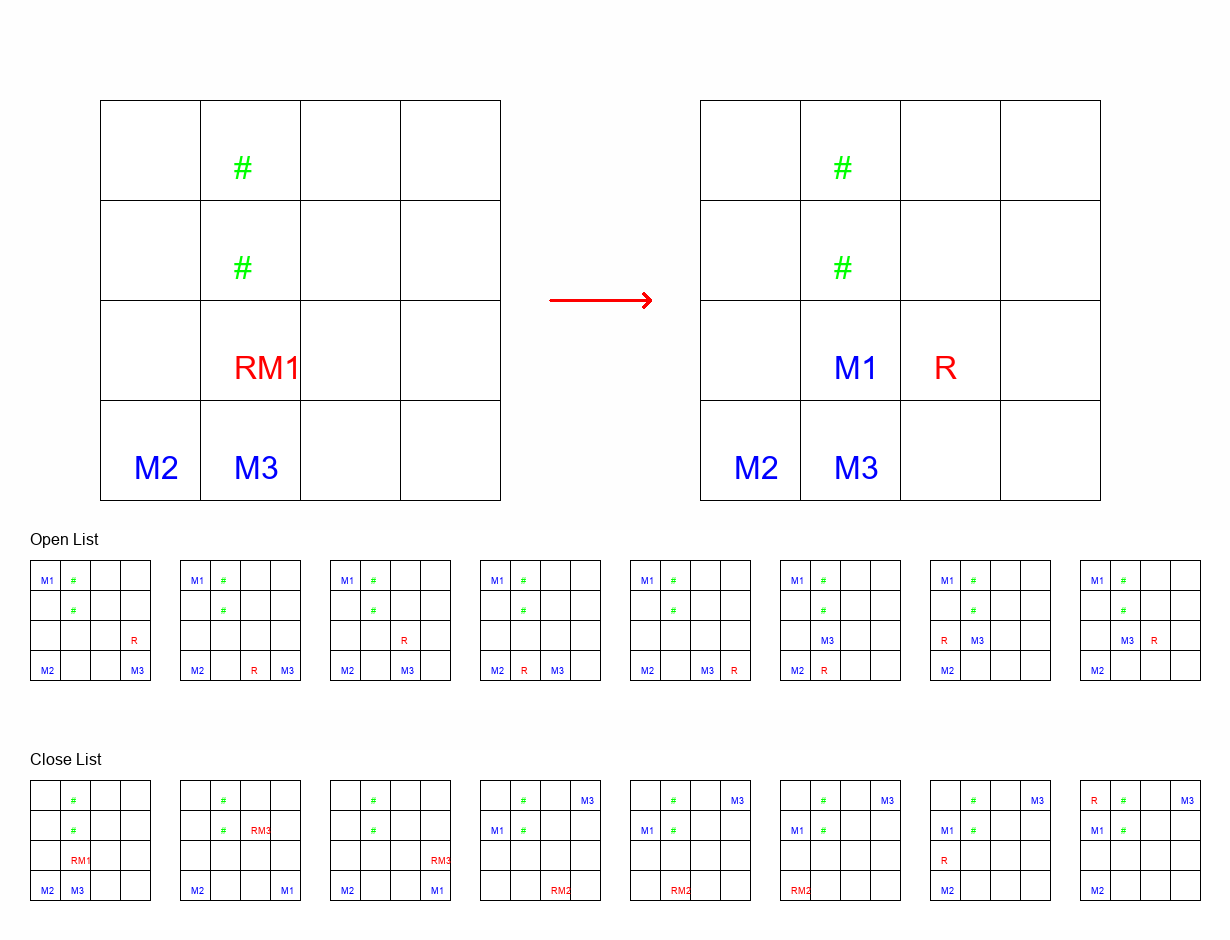 # #
# #
RM1 M1 R
M2 M3 M2 M3
Open List
M1 # M1 # M1 # M1 # M1 # M1 # M1 # M1 #
# # # # # # # #
R R M3 R M3 M3 R
M2 M3 M2 R M3 M2 M3 M2 R M3 M2 M3 R M2 R M2 M2
Close List
# # # # M3 # M3 # M3 # M3 R # M3
# # RM3 # M1 # M1 # M1 # M1 # M1 #
RM1 RM3 R
M2 M3 M2 M1 M2 M1 RM2 RM2 RM2 M2 M2